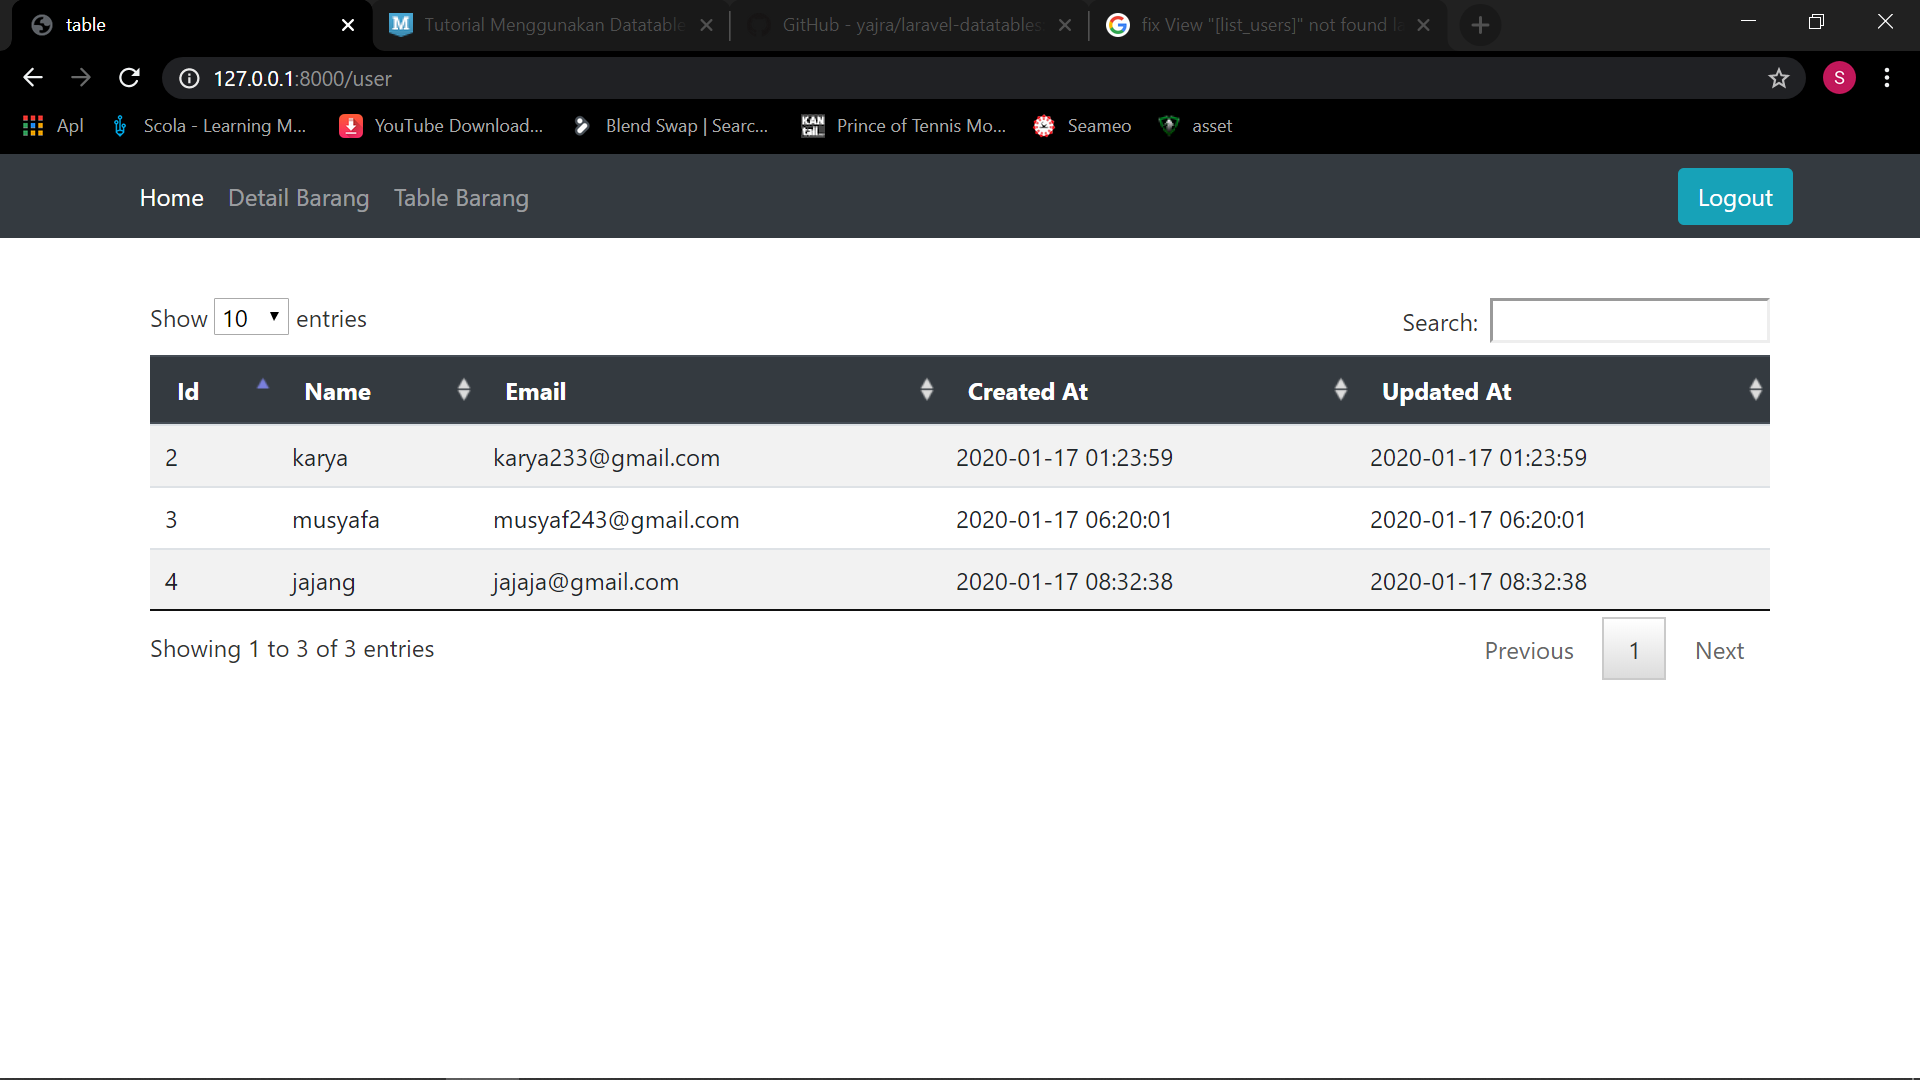 table
Tutorial Menggunakan Datatable
GitHub - yajra/laravel-datatables
fix View "[list_users]" not found la
127.0.0.1:8000/user
S
Apl
Scola - Learning M...
YouTube Download...
Blend Swap | Searc...
KAN
tail..
Prince of Tennis Mo...
Seameo
asset
Home
Detail Barang
Table Barang
Logout
Show 10 entries
Search:
Id Name Email Created At Updated At
2 karya karya233@gmail.com 2020-01-17 01:23:59 2020-01-17 01:23:59
3 musyafa musyaf243@gmail.com 2020-01-17 06:20:01 2020-01-17 06:20:01
4 jajang jajaja@gmail.com 2020-01-17 08:32:38 2020-01-17 08:32:38
Showing 1 to 3 of 3 entries
Previous 1 Next